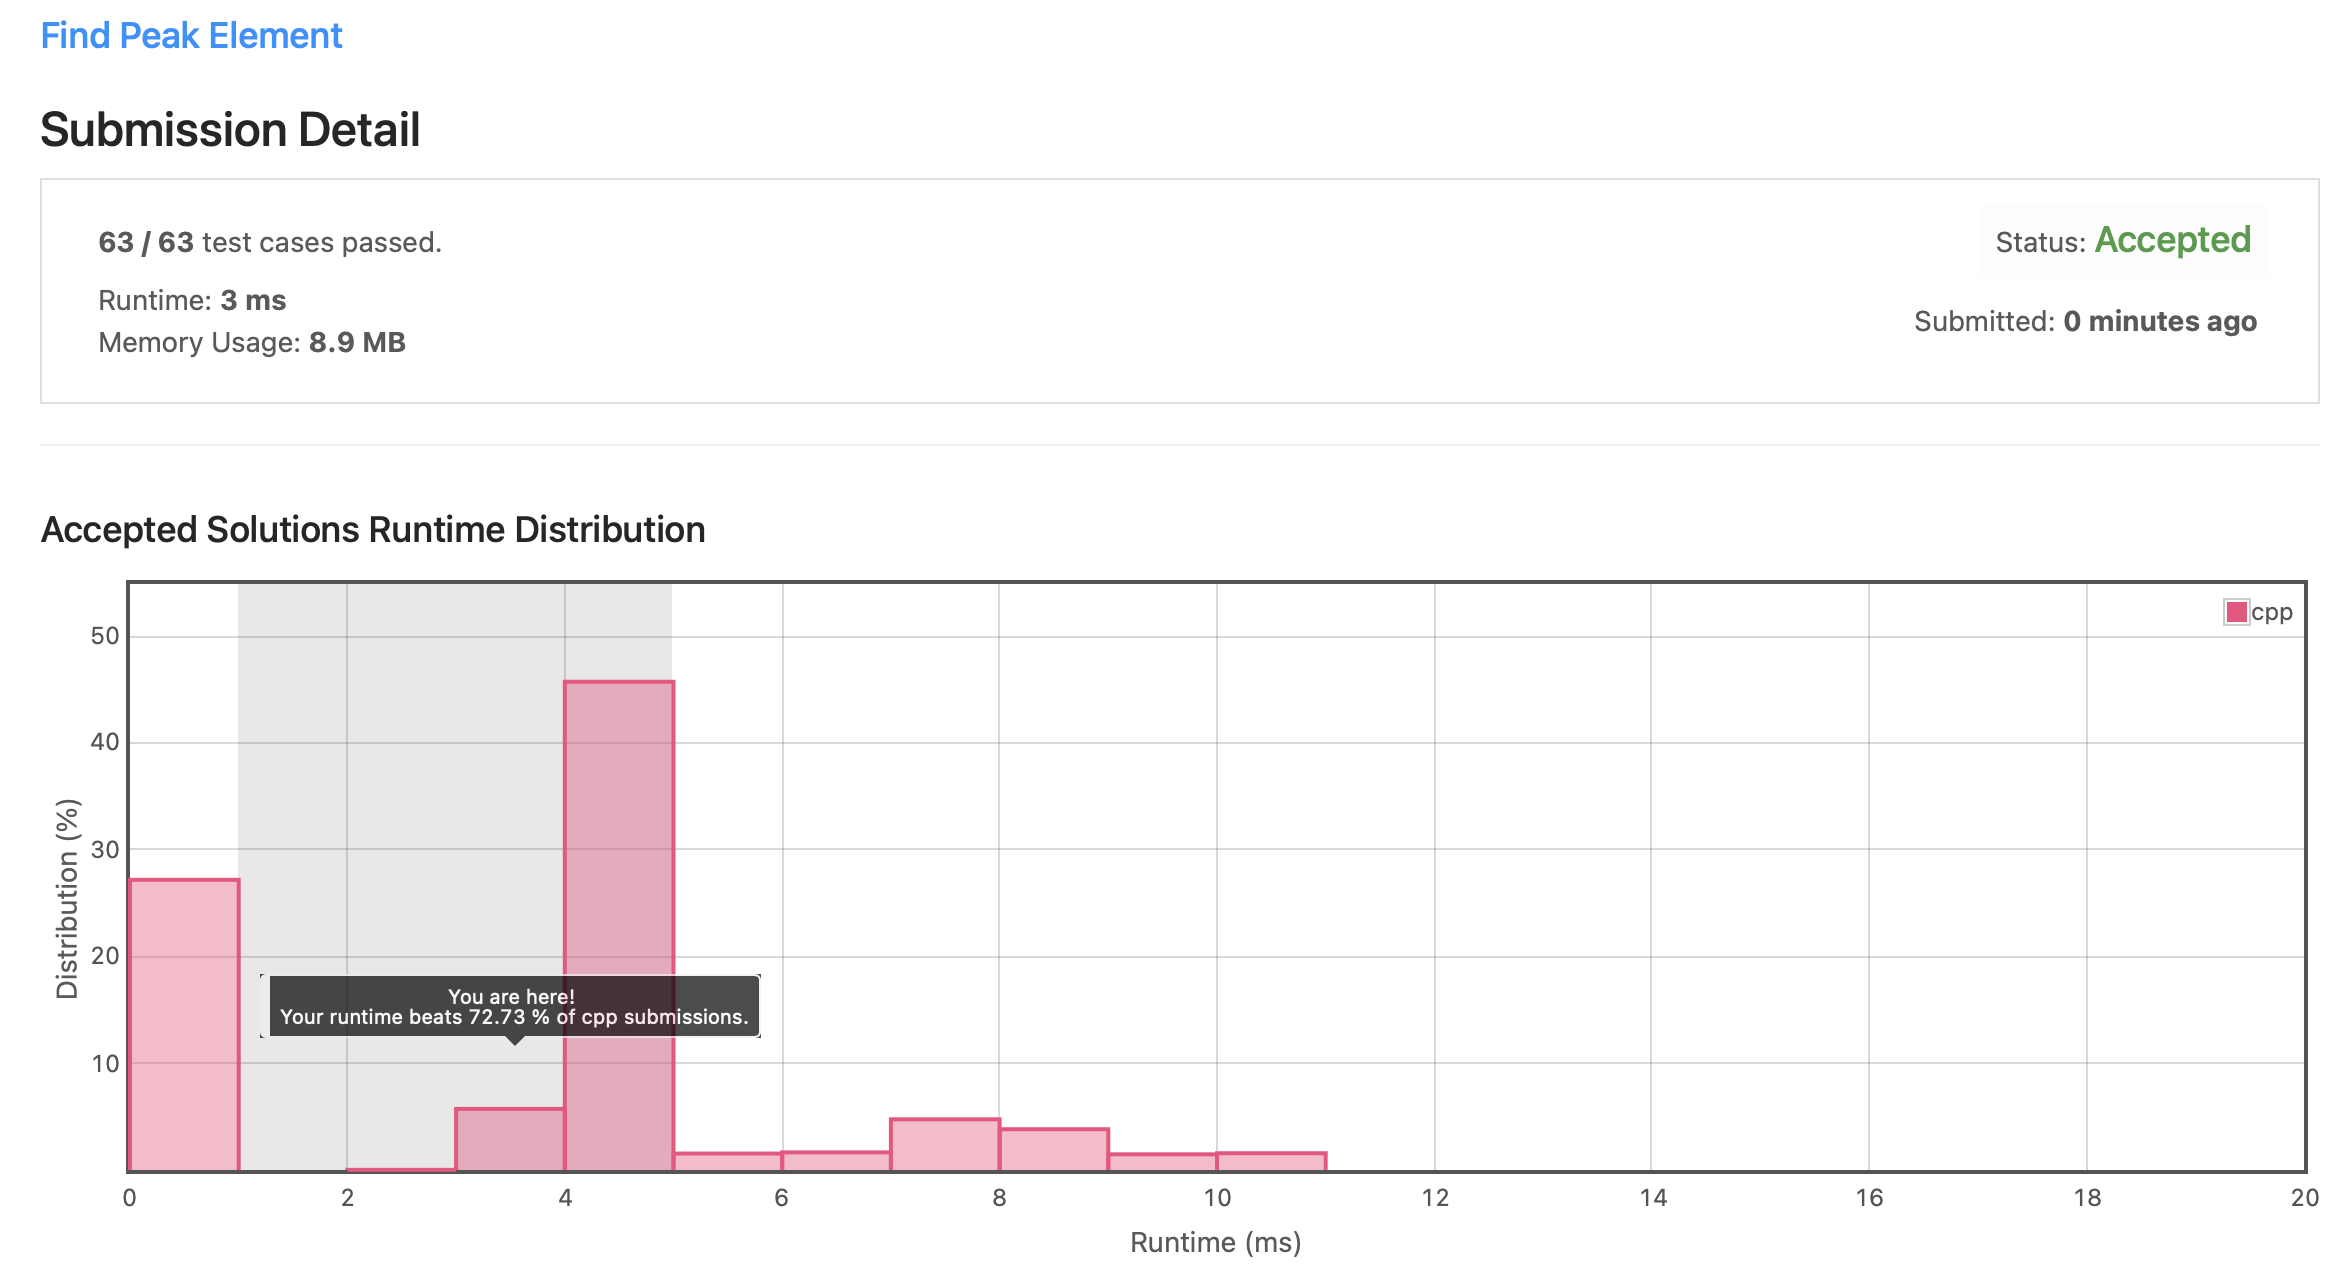 Find Peak Element
Submission Detail
63 / 63 test cases passed.
Status: Accepted
Runtime: 3 ms
Submitted: 0 minutes ago
Memory Usage: 8.9 MB
Accepted Solutions Runtime Distribution
cpp
50
40
30
20
10
Distribution (%)
You are here!
Your runtime beats 72.73 % of cpp submissions.
0 2 4 6 8 10 12 14 16 18 20
Runtime (ms)